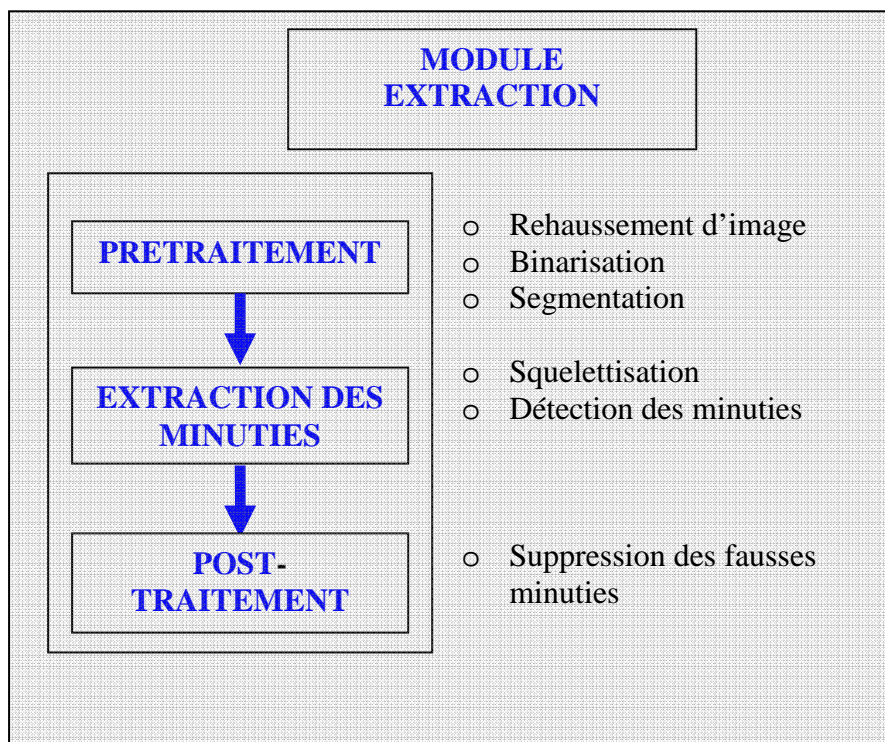 MODULE
EXTRACTION
PRETRAITEMENT
o Rehaussement d'image
o Binarisation
o Segmentation
EXTRACTION DES
MINUTIES
o Squelettisation
o Détection des minuties
POST-
TRAITEMENT
o Suppression des fausses
minuties